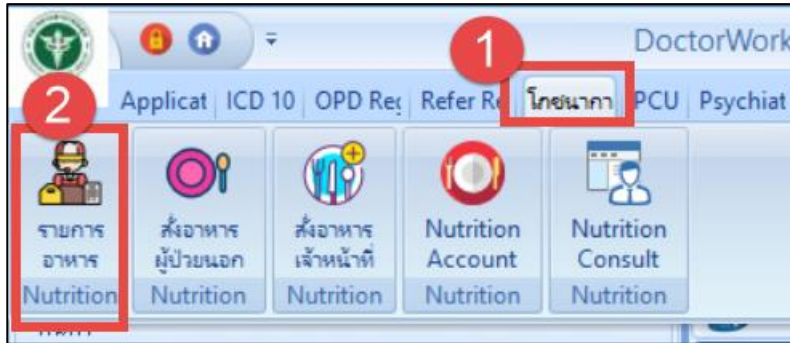 1
DoctorWork
2
Applicat ICD 10 OPD Reg Refer Re โภชนากา PCU Psychiat
รายการ
อาหาร
Nutrition
สั่งอาหาร
ผู้ป่วยนอก
Nutrition
สั่งอาหาร
เจ้าหน้าที่
Nutrition
Nutrition
Account
Nutrition
Nutrition
Consult
Nutrition